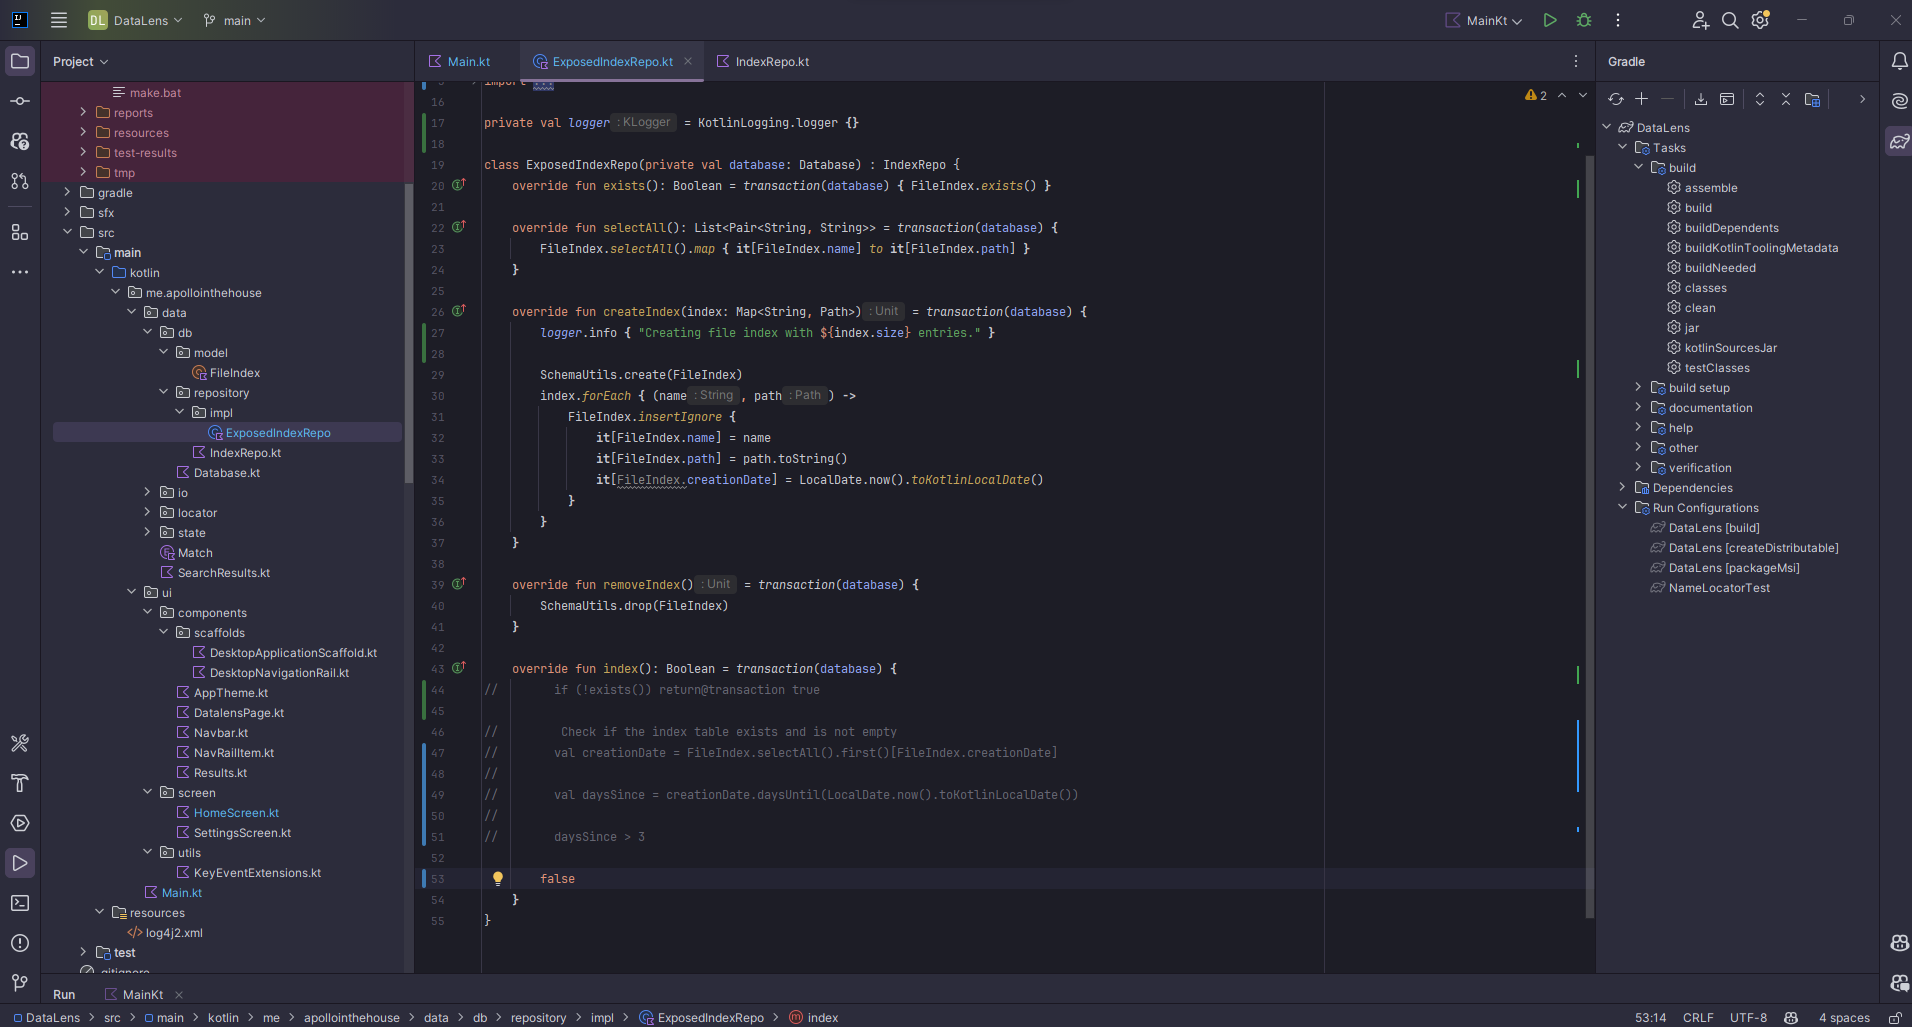 DL DataLens main MainKt
Project
make.bat
reports
resources
test-results
tmp
gradle
sfx
src
main
kotlin
me.apollointhehouse
data
db
model
FileIndex
repository
impl
ExposedIndexRepo
IndexRepo.kt
Database.kt
io
locator
state
Match
SearchResults.kt
ui
components
scaffolds
DesktopApplicationScaffold.kt
DesktopNavigationRail.kt
AppTheme.kt
DatalensPage.kt
Navbar.kt
NavRailItem.kt
Results.kt
screen
HomeScreen.kt
SettingsScreen.kt
utils
KeyEventExtensions.kt
Main.kt
resources
log4j2.xml
test
.gitignore
Main.kt ExposedIndexRepo.kt IndexRepo.kt
2
import ...
16
17 private val logger : KLogger = KotlinLogging.logger {}
18
19 class ExposedIndexRepo(private val database: Database) : IndexRepo {
20 override fun exists(): Boolean = transaction(database) { FileIndex.exists() }
21
22 override fun selectAll(): List<Pair<String, String>> = transaction(database) {
23 FileIndex.selectAll().map { it[FileIndex.name] to it[FileIndex.path] }
24 }
25
26 override fun createIndex(index: Map<String, Path>) : Unit = transaction(database) {
27 logger.info { "Creating file index with ${index.size} entries." }
28
29 SchemaUtils.create(FileIndex)
30 index.forEach { (name : String , path : Path ) ->
31 FileIndex.insertIgnore {
32 it[FileIndex.name] = name
33 it[FileIndex.path] = path.toString()
34 it[FileIndex.creationDate] = LocalDate.now().toKotlinLocalDate()
35 }
36 }
37 }
38
39 override fun removeIndex() : Unit = transaction(database) {
40 SchemaUtils.drop(FileIndex)
41 }
42
43 override fun index(): Boolean = transaction(database) {
44 // if (!exists()) return@transaction true
45
46 // Check if the index table exists and is not empty
47 // val creationDate = FileIndex.selectAll().first()[FileIndex.creationDate]
48 //
49 // val daysSince = creationDate.daysUntil(LocalDate.now().toKotlinLocalDate())
50 //
51 // daysSince > 3
52
53 false
54 }
55 }
Gradle
DataLens
Tasks
build
assemble
build
buildDependents
buildKotlinToolingMetadata
buildNeeded
classes
clean
jar
kotlinSourcesJar
testClasses
build setup
documentation
help
other
verification
Dependencies
Run Configurations
DataLens [build]
DataLens [createDistributable]
DataLens [packageMsi]
NameLocatorTest
Run MainKt
DataLens > src > main > kotlin > me > apollointhehouse > data > db > repository > impl > ExposedIndexRepo > index 53:14 CRLF UTF-8 4 spaces